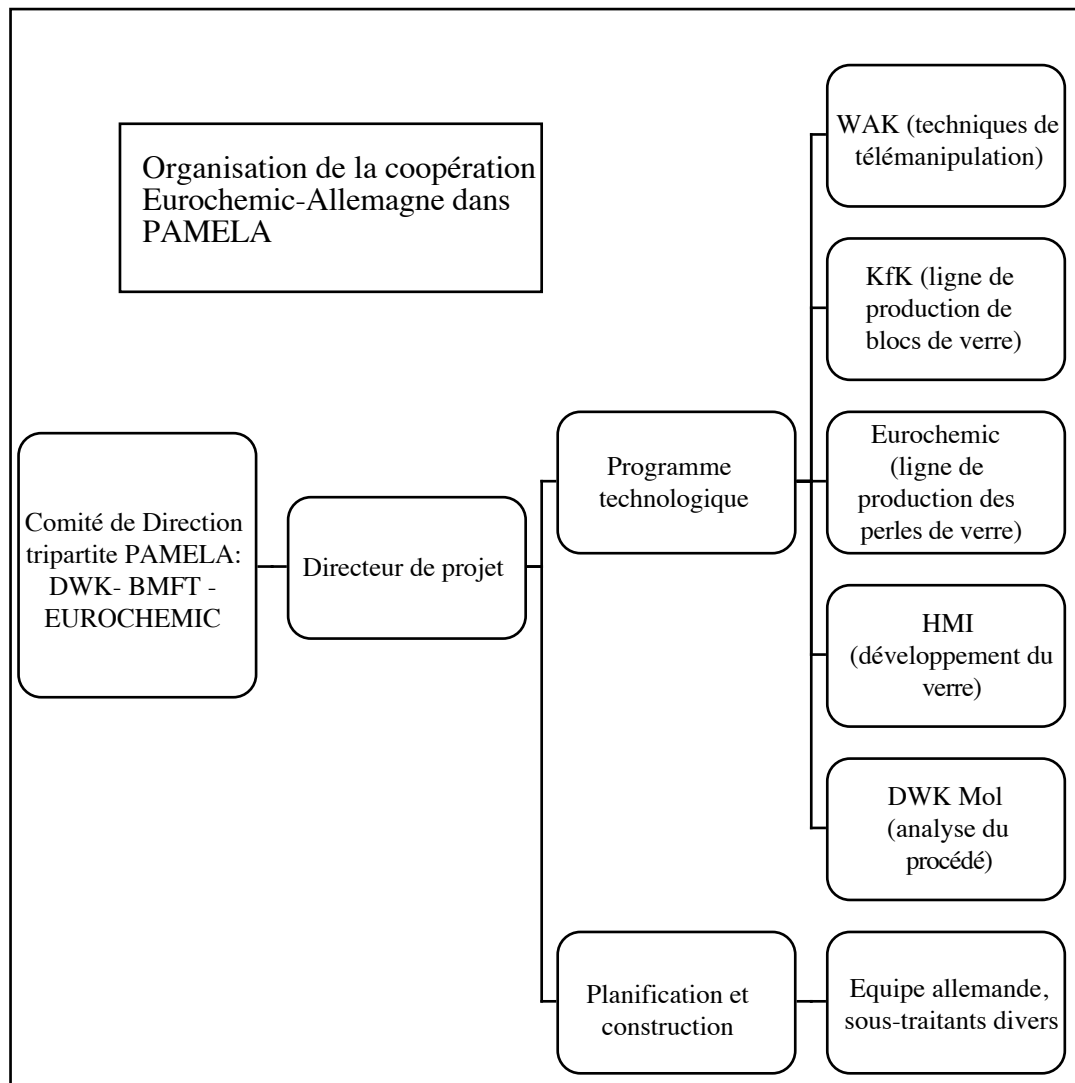 Organisation de la coopération
Eurochemic-Allemagne dans
PAMELA
Comité de Direction
tripartite PAMELA:
DWK- BMFT -
EUROCHEMIC
Directeur de projet
Programme
technologique
WAK (techniques de
télémanipulation)
KfK (ligne de
production de
blocs de verre)
Eurochemic
(ligne de
production des
perles de verre)
HMI
(développement du
verre)
DWK Mol
(analyse du
procédé)
Planification et
construction
Equipe allemande,
sous-traitants divers